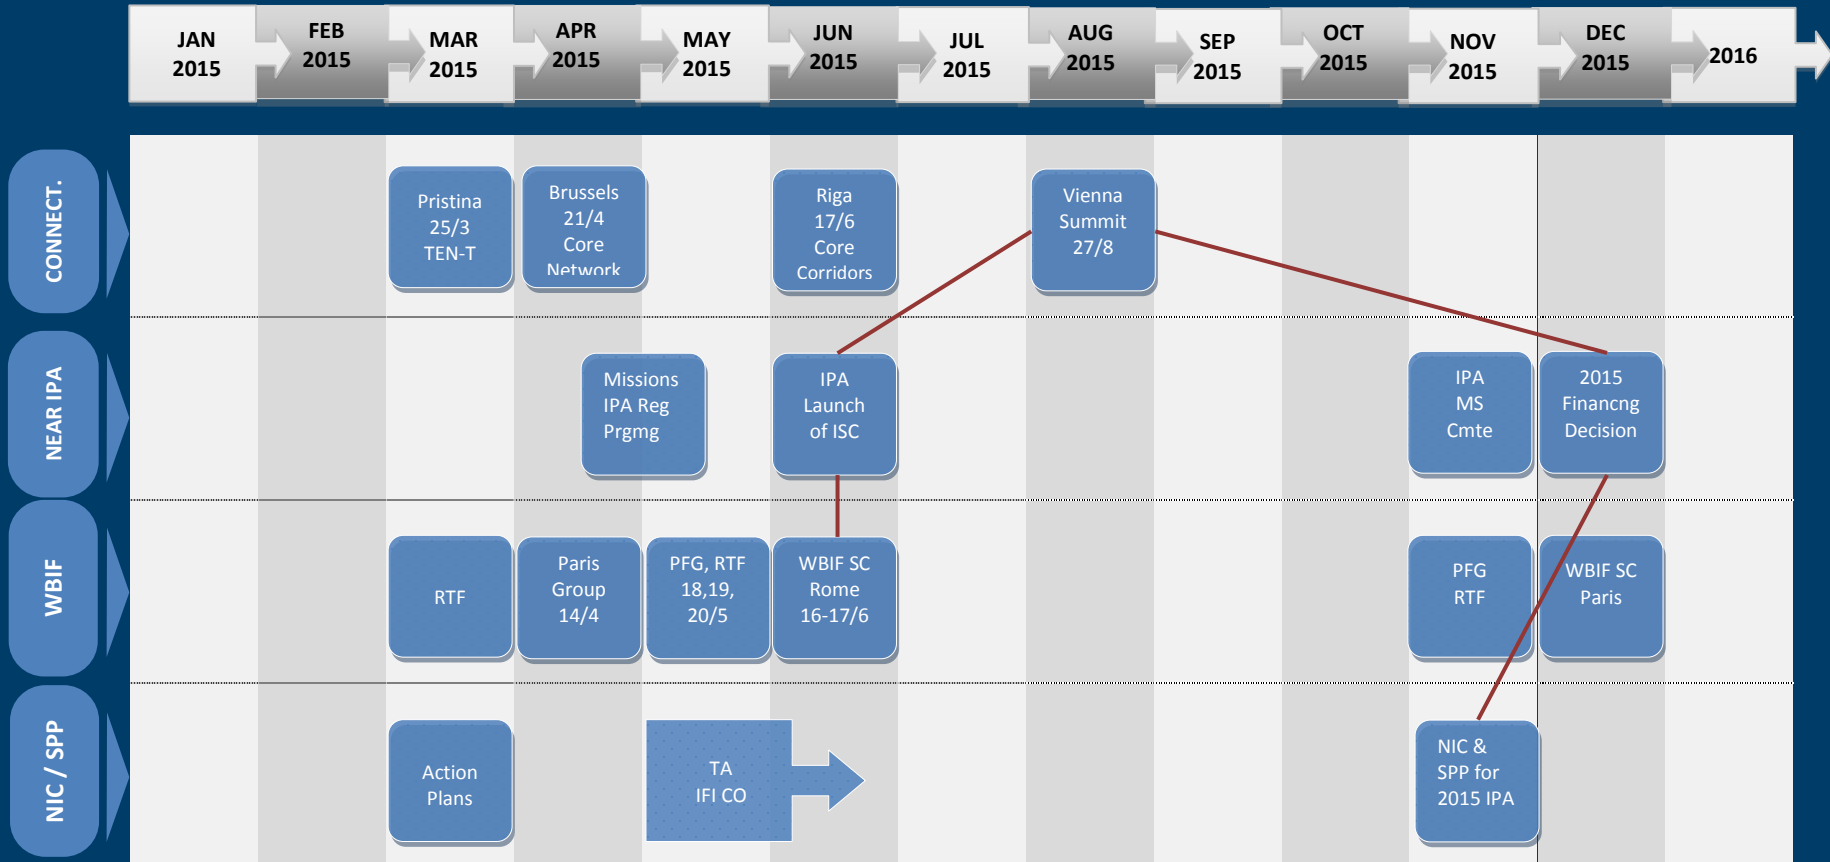 JAN
2015
FEB
2015
MAR
2015
APR
2015
MAY
2015
JUN
2015
JUL
2015
AUG
2015
SEP
2015
OCT
2015
NOV
2015
DEC
2015
2016
CONNECT.
Pristina
25/3
TEN-T
Brussels
21/4
Core
Network
Riga
17/6
Core
Corridors
Vienna
Summit
27/8
NEAR IPA
Missions
IPA Reg
Prgmg
IPA
Launch
of ISC
IPA
MS
Cmte
2015
Financng
Decision
WBIF
RTF
Paris
Group
14/4
PFG, RTF
18,19,
20/5
WBIF SC
Rome
16-17/6
PFG
RTF
WBIF SC
Paris
NIC / SPP
Action
Plans
TA
IFI CO
NIC &
SPP for
2015 IPA